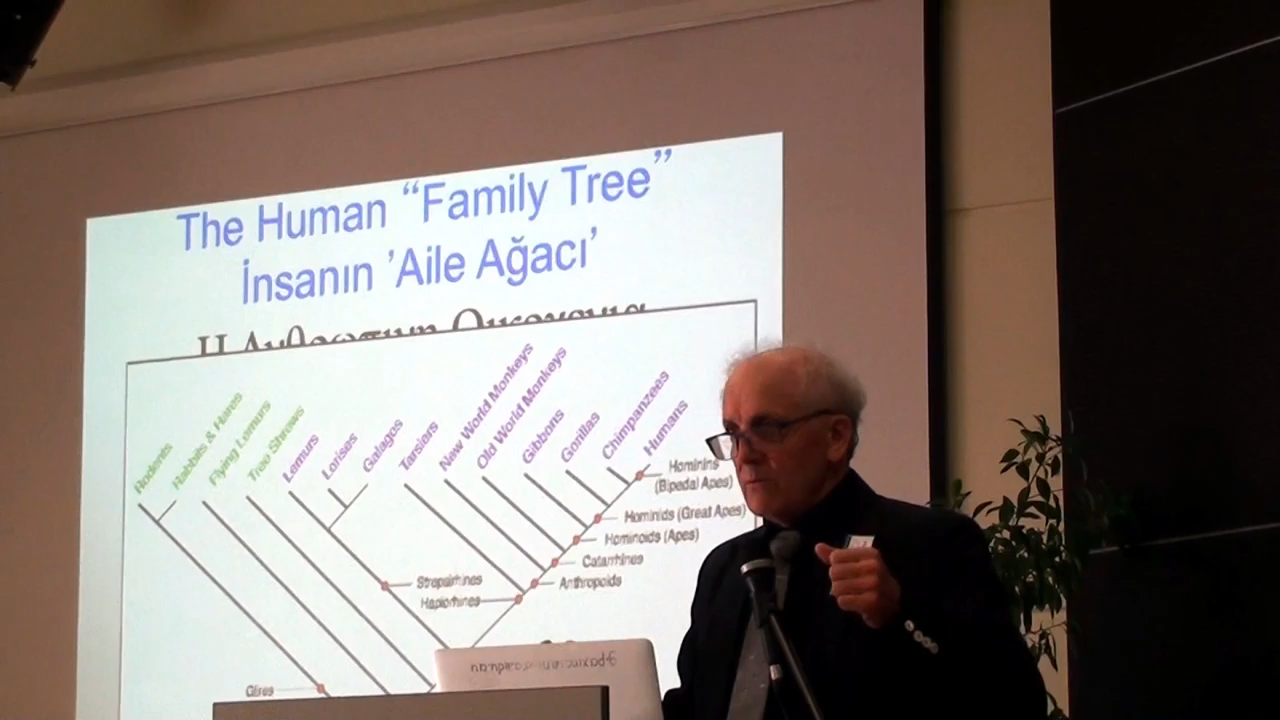 The Human “Family Tree”
İnsanın ’Aile Ağacı’
Rodents
Rabbits & Hares
Flying Lemurs
Tree Shrews
Lemurs
Lorises
Galagos
Tarsiers
New World Monkeys
Old World Monkeys
Gibbons
Gorillas
Chimpanzees
Humans
Hominins
(Bipedal Apes)
Hominids (Great Apes)
Hominoids (Apes)
Catarrhines
Anthropoids
Strepsirhines
Haplorhines
Glires